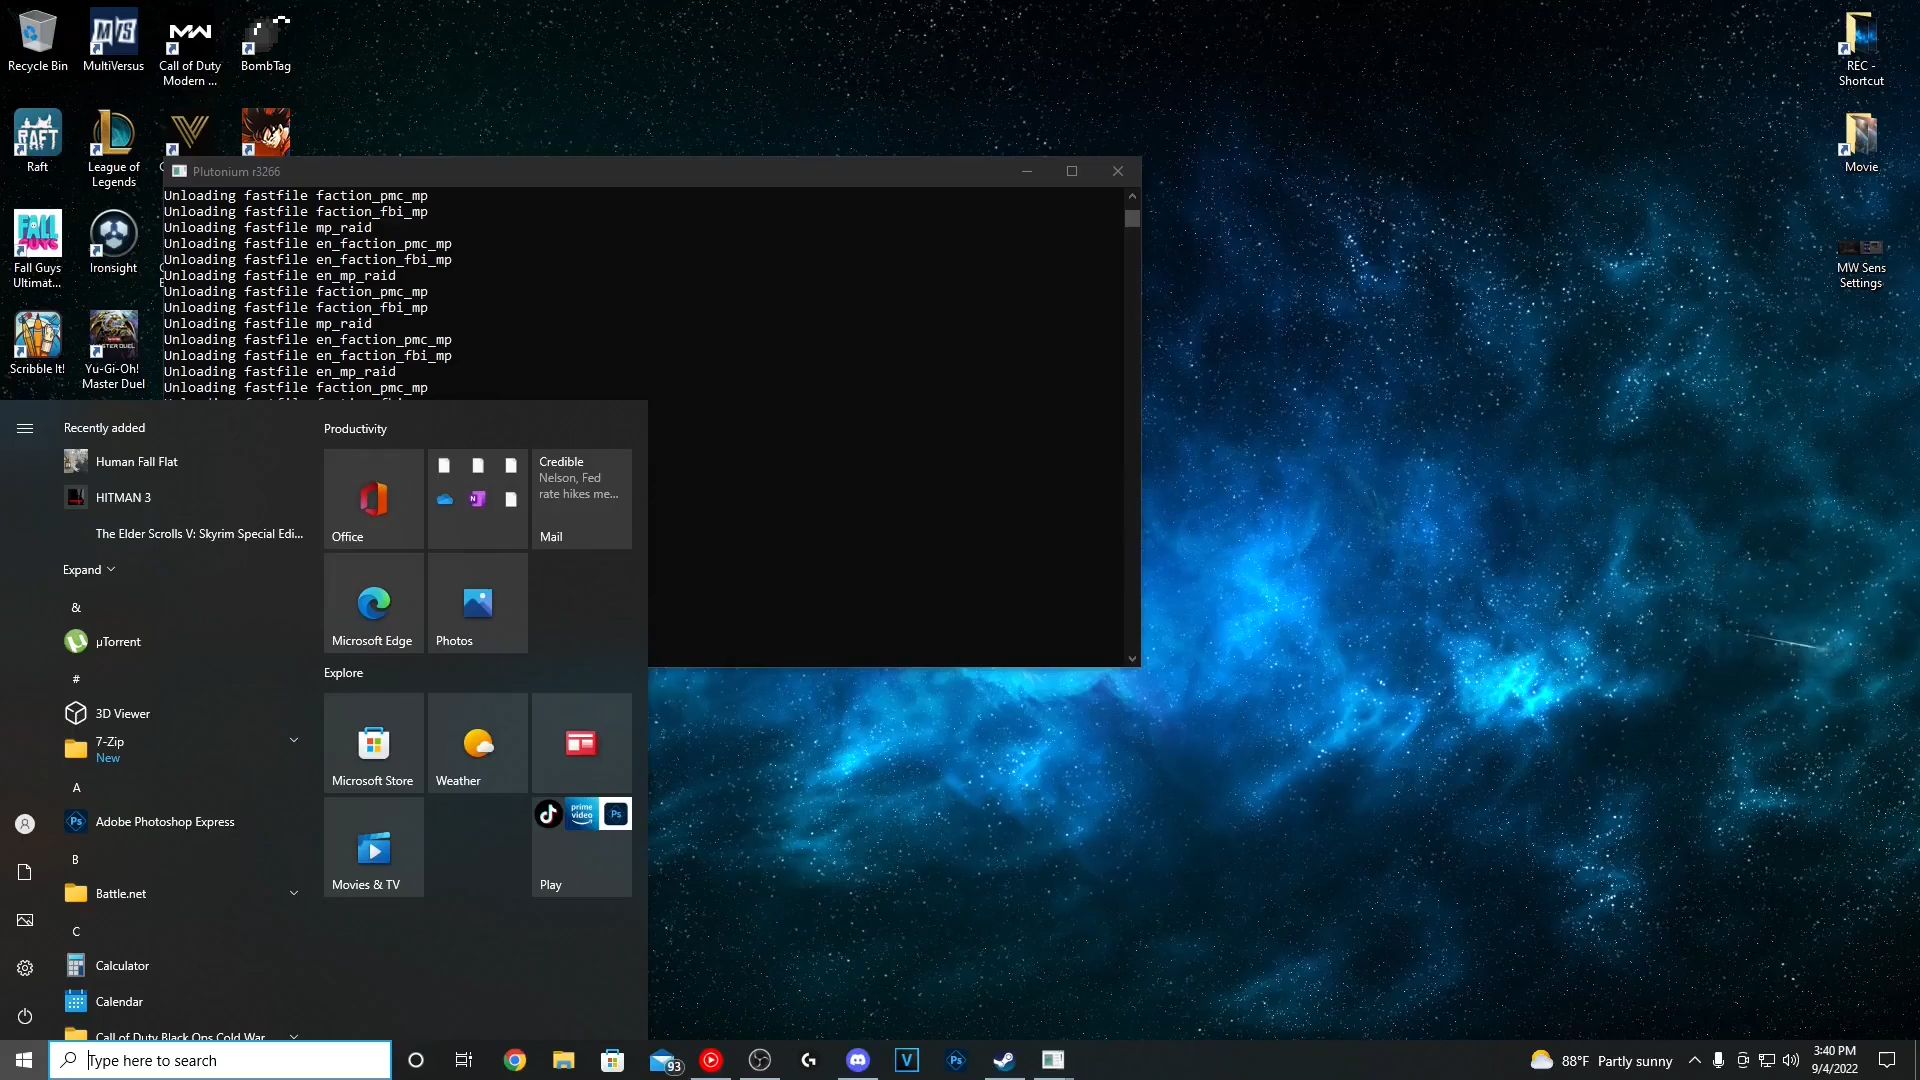 Recycle Bin
MultiVersus
Call of Duty
Modern ...
BombTag
REC -
Shortcut
RAFT
Raft
League of
Legends
Movie
FALL
GUYS
Fall Guys
Ultimat...
Ironsight
MW Sens
Settings
Scribble It!
Yu-Gi-Oh!
Master Duel
Plutonium r3266
Unloading fastfile faction_pmc_mp
Unloading fastfile faction_fbi_mp
Unloading fastfile mp_raid
Unloading fastfile en_faction_pmc_mp
Unloading fastfile en_faction_fbi_mp
Unloading fastfile en_mp_raid
Unloading fastfile faction_pmc_mp
Unloading fastfile faction_fbi_mp
Unloading fastfile mp_raid
Unloading fastfile en_faction_pmc_mp
Unloading fastfile en_faction_fbi_mp
Unloading fastfile en_mp_raid
Unloading fastfile faction_pmc_mp
Recently added
Human Fall Flat
HITMAN 3
The Elder Scrolls V: Skyrim Special Edi...
Expand
&
µTorrent
#
3D Viewer
7-Zip
New
A
Adobe Photoshop Express
B
Battle.net
C
Calculator
Calendar
Call of Duty Black Ops Cold War
Productivity
Office
Credible
Nelson, Fed
rate hikes me...
Mail
Microsoft Edge
Photos
Explore
Microsoft Store
Weather
Movies & TV
prime
video
Ps
Play
Type here to search
93
V
Ps
88°F Partly sunny
3:40 PM
9/4/2022